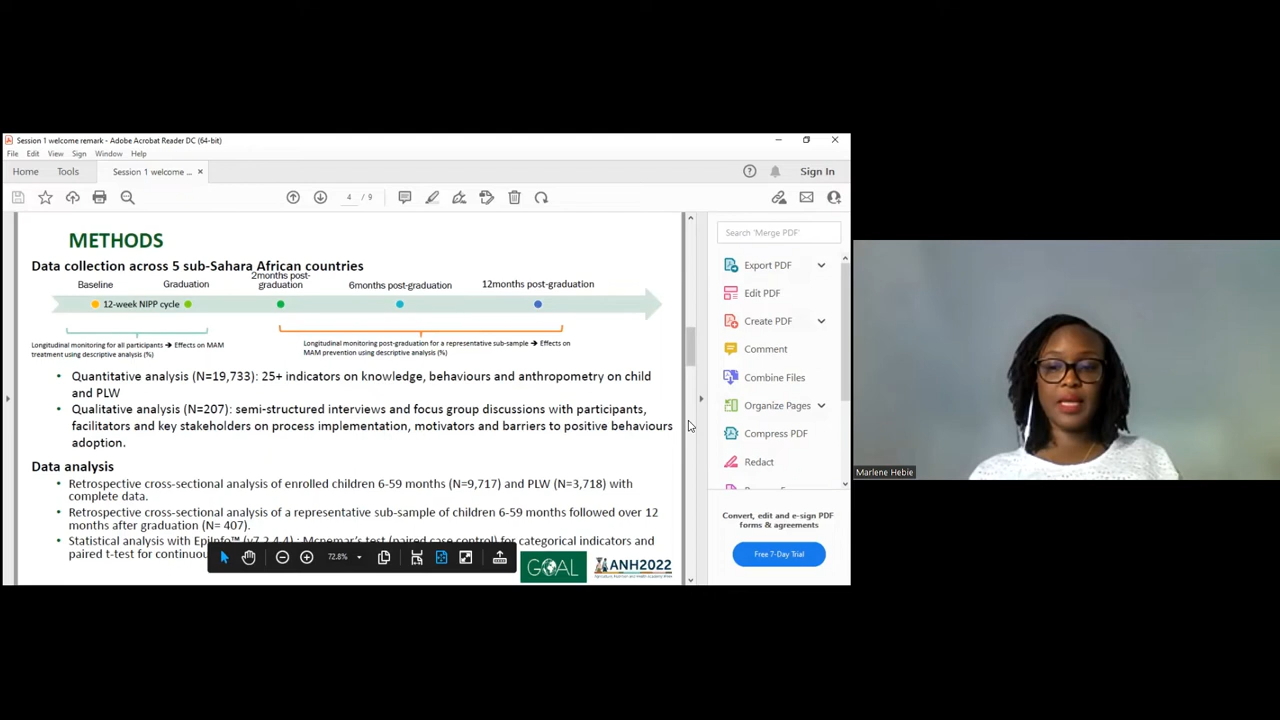 Session 1 welcome remark - Adobe Acrobat Reader DC (64-bit)
File Edit View Sign Window Help
Home Tools Session 1 welcome ... ×
Sign In
4 / 9
METHODS
Data collection across 5 sub-Sahara African countries
Baseline Graduation 2months post-graduation 6months post-graduation 12months post-graduation
12-week NIPP cycle
Longitudinal monitoring for all participants → Effects on MAM
treatment using descriptive analysis (%)
Longitudinal monitoring post-graduation for a representative sub-sample → Effects on
MAM prevention using descriptive analysis (%)
• Quantitative analysis (N=19,733): 25+ indicators on knowledge, behaviours and anthropometry on child
and PLW
• Qualitative analysis (N=207): semi-structured interviews and focus group discussions with participants,
facilitators and key stakeholders on process implementation, motivators and barriers to positive behaviours
adoption.
Data analysis
• Retrospective cross-sectional analysis of enrolled children 6-59 months (N=9,717) and PLW (N=3,718) with
complete data.
• Retrospective cross-sectional analysis of a representative sub-sample of children 6-59 months followed over 12
months after graduation (N= 407).
• Statistical analysis with EpiInfo™ (v7.2.4.4) : Mcnemar's test (paired case control) for categorical indicators and
paired t-test for continuou
72.8%
GOAL
ANH2022
Search 'Merge PDF'
Export PDF
Edit PDF
Create PDF
Comment
Combine Files
Organize Pages
Compress PDF
Redact
Convert, edit and e-sign PDF
forms & agreements
Free 7-Day Trial
Marlene Hebie